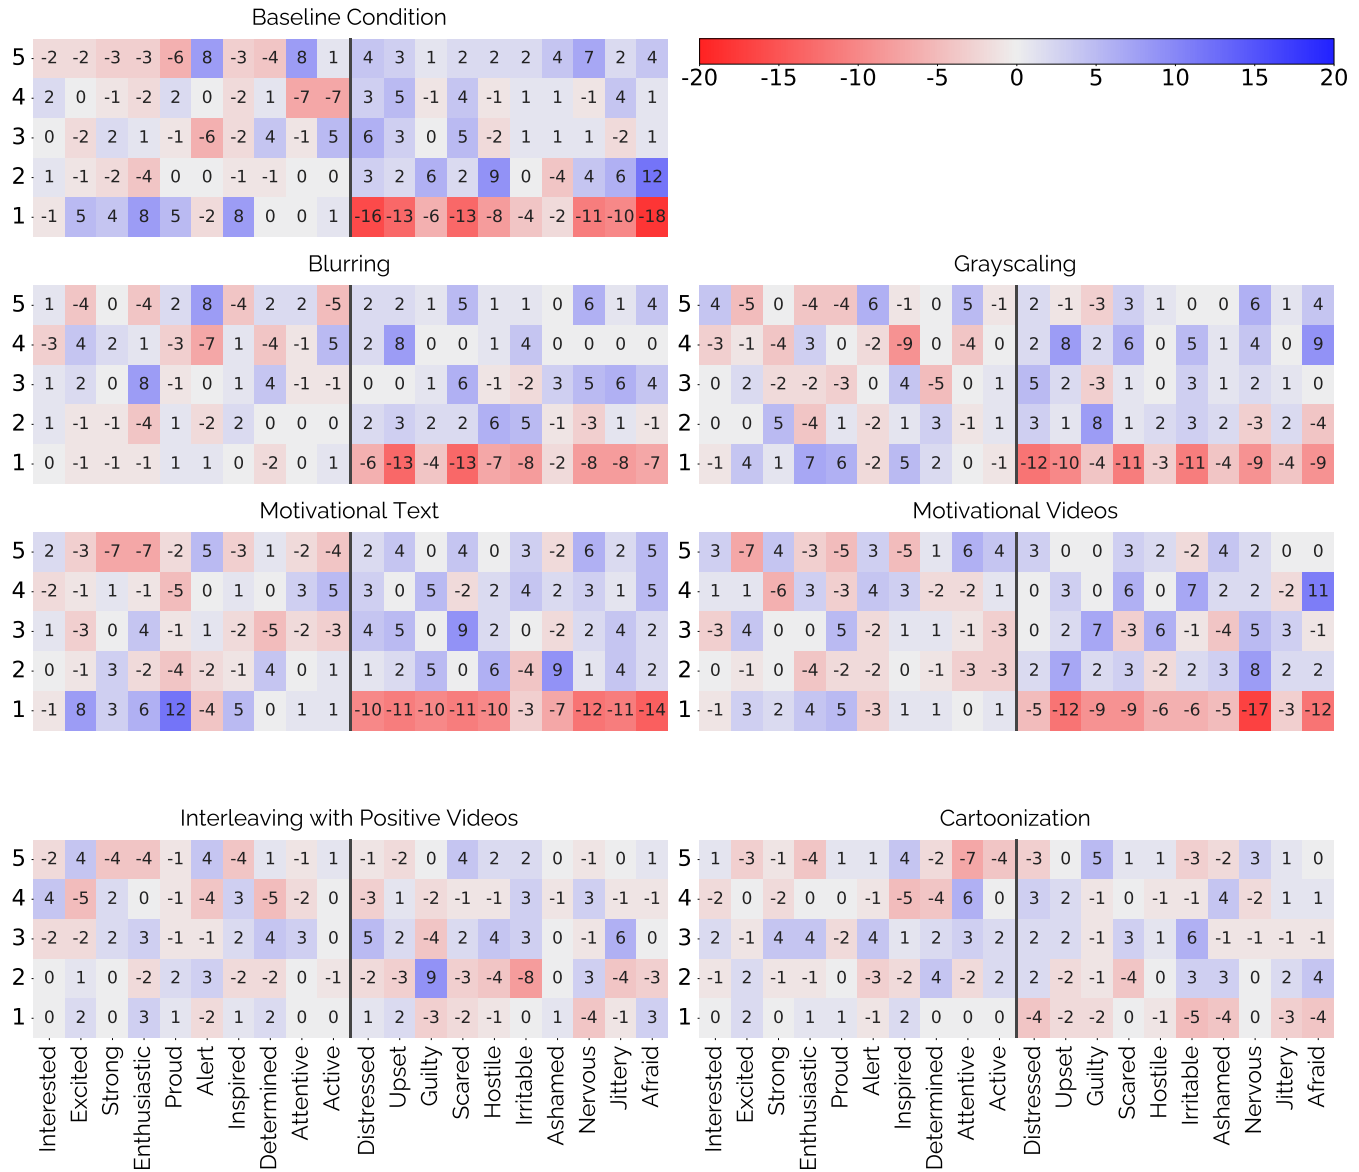 Baseline Condition
5 -2 -2 -3 -3 -6 8 -3 -4 8 1 4 3 1 2 2 2 4 7 2 4
4 2 0 -1 -2 2 0 -2 1 -7 -7 3 5 -1 4 -1 1 1 -1 4 1
3 0 -2 2 1 -1 -6 -2 4 -1 5 6 3 0 5 -2 1 1 1 -2 1
2 1 -1 -2 -4 0 0 -1 -1 0 0 3 2 6 2 9 0 -4 4 6 12
1 -1 5 4 8 5 -2 8 0 0 1 -16 -13 -6 -13 -8 -4 -2 -11 -10 -18
-20 -15 -10 -5 0 5 10 15 20
Blurring
5 1 -4 0 -4 2 8 -4 2 2 -5 2 2 1 5 1 1 0 6 1 4
4 -3 4 2 1 -3 -7 1 -4 -1 5 2 8 0 0 1 4 0 0 0 0
3 1 2 0 8 -1 0 1 4 -1 -1 0 0 1 6 -1 -2 3 5 6 4
2 1 -1 -1 -4 1 -2 2 0 0 0 2 3 2 2 6 5 -1 -3 1 -1
1 0 -1 -1 -1 1 1 0 -2 0 1 -6 -13 -4 -13 -7 -8 -2 -8 -8 -7
Grayscaling
5 4 -5 0 -4 -4 6 -1 0 5 -1 2 -1 -3 3 1 0 0 6 1 4
4 -3 -1 -4 3 0 -2 -9 0 -4 0 2 8 2 6 0 5 1 4 0 9
3 0 2 -2 -2 -3 0 4 -5 0 1 5 2 -3 1 0 3 1 2 1 0
2 0 0 5 -4 1 -2 1 3 -1 1 3 1 8 1 2 3 2 -3 2 -4
1 -1 4 1 7 6 -2 5 2 0 -1 -12 -10 -4 -11 -3 -11 -4 -9 -4 -9
Motivational Text
5 2 -3 -7 -7 -2 5 -3 1 -2 -4 2 4 0 4 0 3 -2 6 2 5
4 -2 -1 1 -1 -5 0 1 0 3 5 3 0 5 -2 2 4 2 3 1 5
3 1 -3 0 4 -1 1 -2 -5 -2 -3 4 5 0 9 2 0 -2 2 4 2
2 0 -1 3 -2 -4 -2 -1 4 0 1 1 2 5 0 6 -4 9 1 4 2
1 -1 8 3 6 12 -4 5 0 1 1 -10 -11 -10 -11 -10 -3 -7 -12 -11 -14
Motivational Videos
5 3 -7 4 -3 -5 3 -5 1 6 4 3 0 0 3 2 -2 4 2 0 0
4 1 1 -6 3 -3 4 3 -2 -2 1 0 3 0 6 0 7 2 2 -2 11
3 -3 4 0 0 5 -2 1 1 -1 -3 0 2 7 -3 6 -1 -4 5 3 -1
2 0 -1 0 -4 -2 -2 0 -1 -3 -3 2 7 2 3 -2 2 3 8 2 2
1 -1 3 2 4 5 -3 1 1 0 1 -5 -12 -9 -9 -6 -6 -5 -17 -3 -12
Interleaving with Positive Videos
5 -2 4 -4 -4 -1 4 -4 1 -1 1 -1 -2 0 4 2 2 0 -1 0 1
4 4 -5 2 0 -1 -4 3 -5 -2 0 -3 1 -2 -1 -1 3 -1 3 -1 -1
3 -2 -2 2 3 -1 -1 2 4 3 0 5 2 -4 2 4 3 0 -1 6 0
2 0 1 0 -2 2 3 -2 -2 0 -1 -2 -3 9 -3 -4 -8 0 3 -4 -3
1 0 2 0 3 1 -2 1 2 0 0 1 2 -3 -2 -1 0 1 -4 -1 3
Interested Excited Strong Enthusiastic Proud Alert Inspired Determined Attentive Active Distressed Upset Guilty Scared Hostile Irritable Ashamed Nervous Jittery Afraid
Cartoonization
5 1 -3 -1 -4 1 1 4 -2 -7 -4 -3 0 5 1 1 -3 -2 3 1 0
4 -2 0 -2 0 0 -1 -5 -4 6 0 3 2 -1 0 -1 -1 4 -2 1 1
3 2 -1 4 4 -2 4 1 2 3 2 2 2 -1 3 1 6 -1 -1 -1 -1
2 -1 2 -1 -1 0 -3 -2 4 -2 2 2 -2 -1 -4 0 3 3 0 2 4
1 0 2 0 1 1 -1 2 0 0 0 -4 -2 -2 0 -1 -5 -4 0 -3 -4
Interested Excited Strong Enthusiastic Proud Alert Inspired Determined Attentive Active Distressed Upset Guilty Scared Hostile Irritable Ashamed Nervous Jittery Afraid